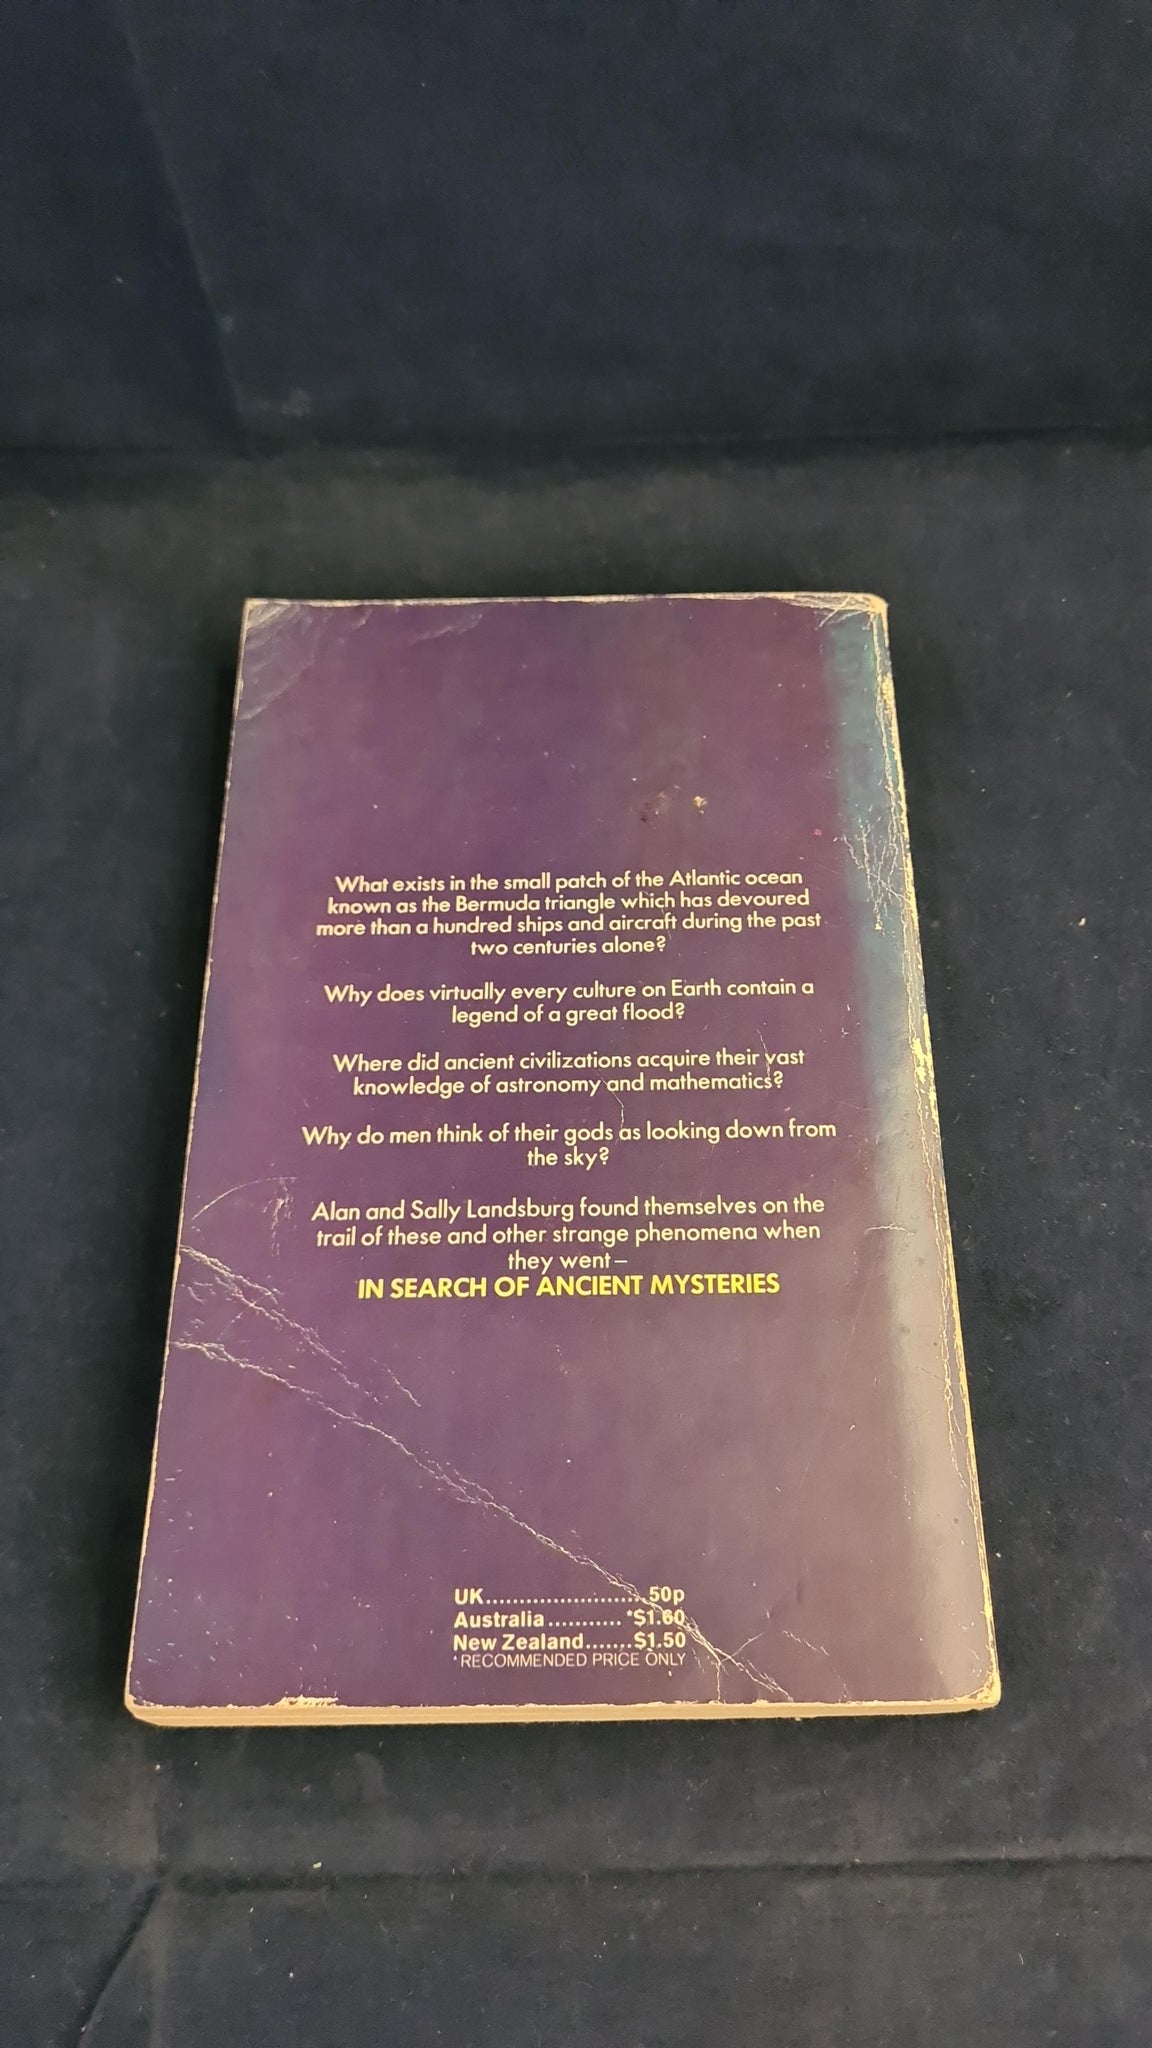 What exists in the small patch of the Atlantic ocean
known as the Bermuda triangle which has devoured
more than a hundred ships and aircraft during the past
two centuries alone?
Why does virtually every culture on Earth contain a
legend of a great flood?
Where did ancient civilizations acquire their vast
knowledge of astronomy and mathematics?
Why do men think of their gods as looking down from
the sky?
Alan and Sally Landsburg found themselves on the
trail of these and other strange phenomena when
they went –
IN SEARCH OF ANCIENT MYSTERIES
UK........................50p
Australia...........*$1.60
New Zealand.......$1.50
*RECOMMENDED PRICE ONLY